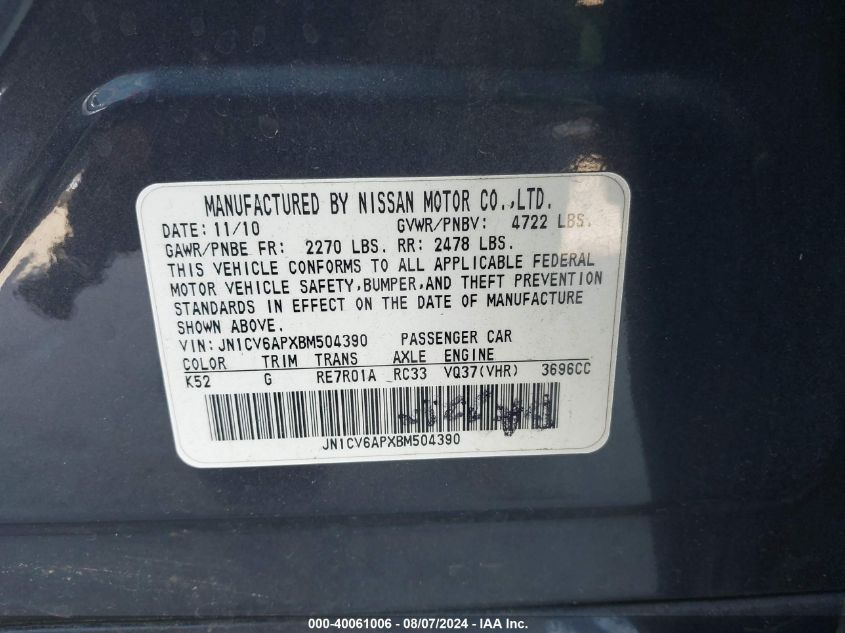 MANUFACTURED BY NISSAN MOTOR CO.,LTD.
DATE: 11/10 GVWR/PNBV: 4722 LBS.
GAWR/PNBE FR: 2270 LBS. RR: 2478 LBS.
THIS VEHICLE CONFORMS TO ALL APPLICABLE FEDERAL
MOTOR VEHICLE SAFETY,BUMPER,AND THEFT PREVENTION
STANDARDS IN EFFECT ON THE DATE OF MANUFACTURE
SHOWN ABOVE.
VIN: JN1CV6APXBM504390 PASSENGER CAR
COLOR TRIM TRANS AXLE ENGINE
K52 G RE7R01A RC33 VQ37(VHR) 3696CC
JN1CV6APXBM504390
000-40061006 - 08/07/2024 - IAA Inc.